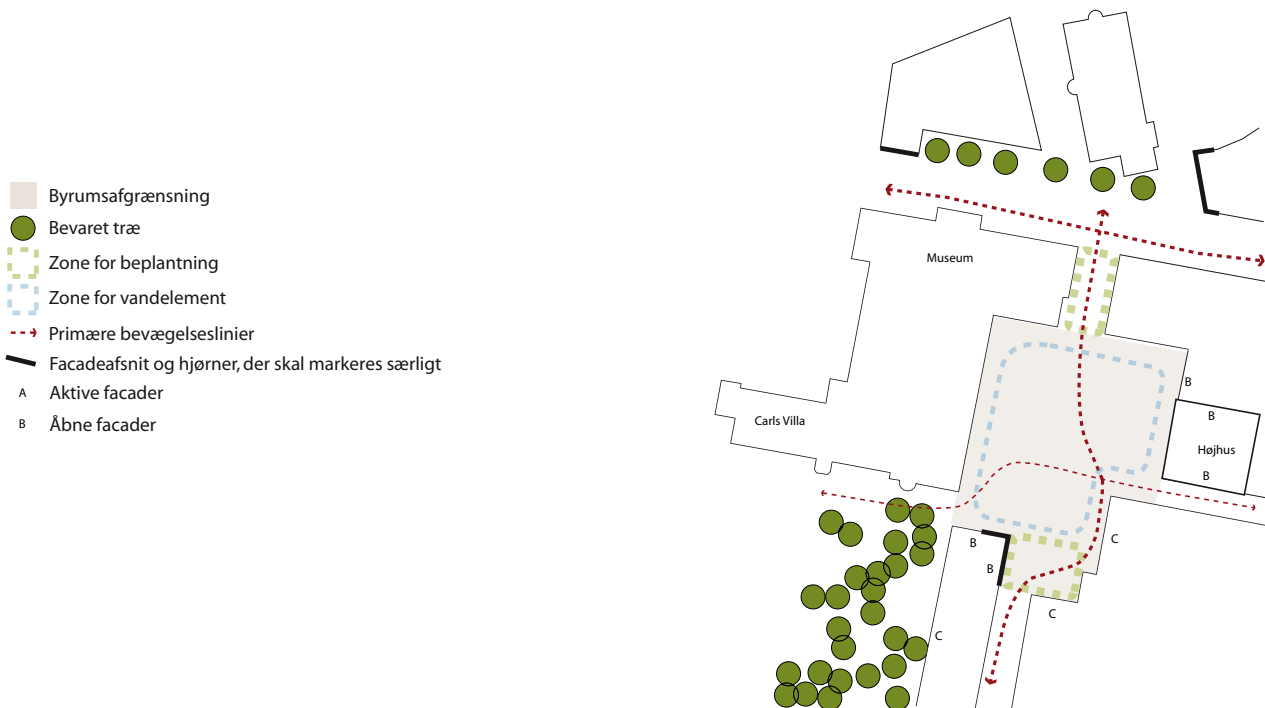 Byrumsafgrænsning
Bevaret træ
Zone for beplantning
Zone for vandelement
Primære bevægelseslinier
Facadeafsnit og hjørner, der skal markeres særligt
A Aktive facader
B Åbne facader
Museum
Carls Villa
B
B
Højhus
B
B
B
C
C
C